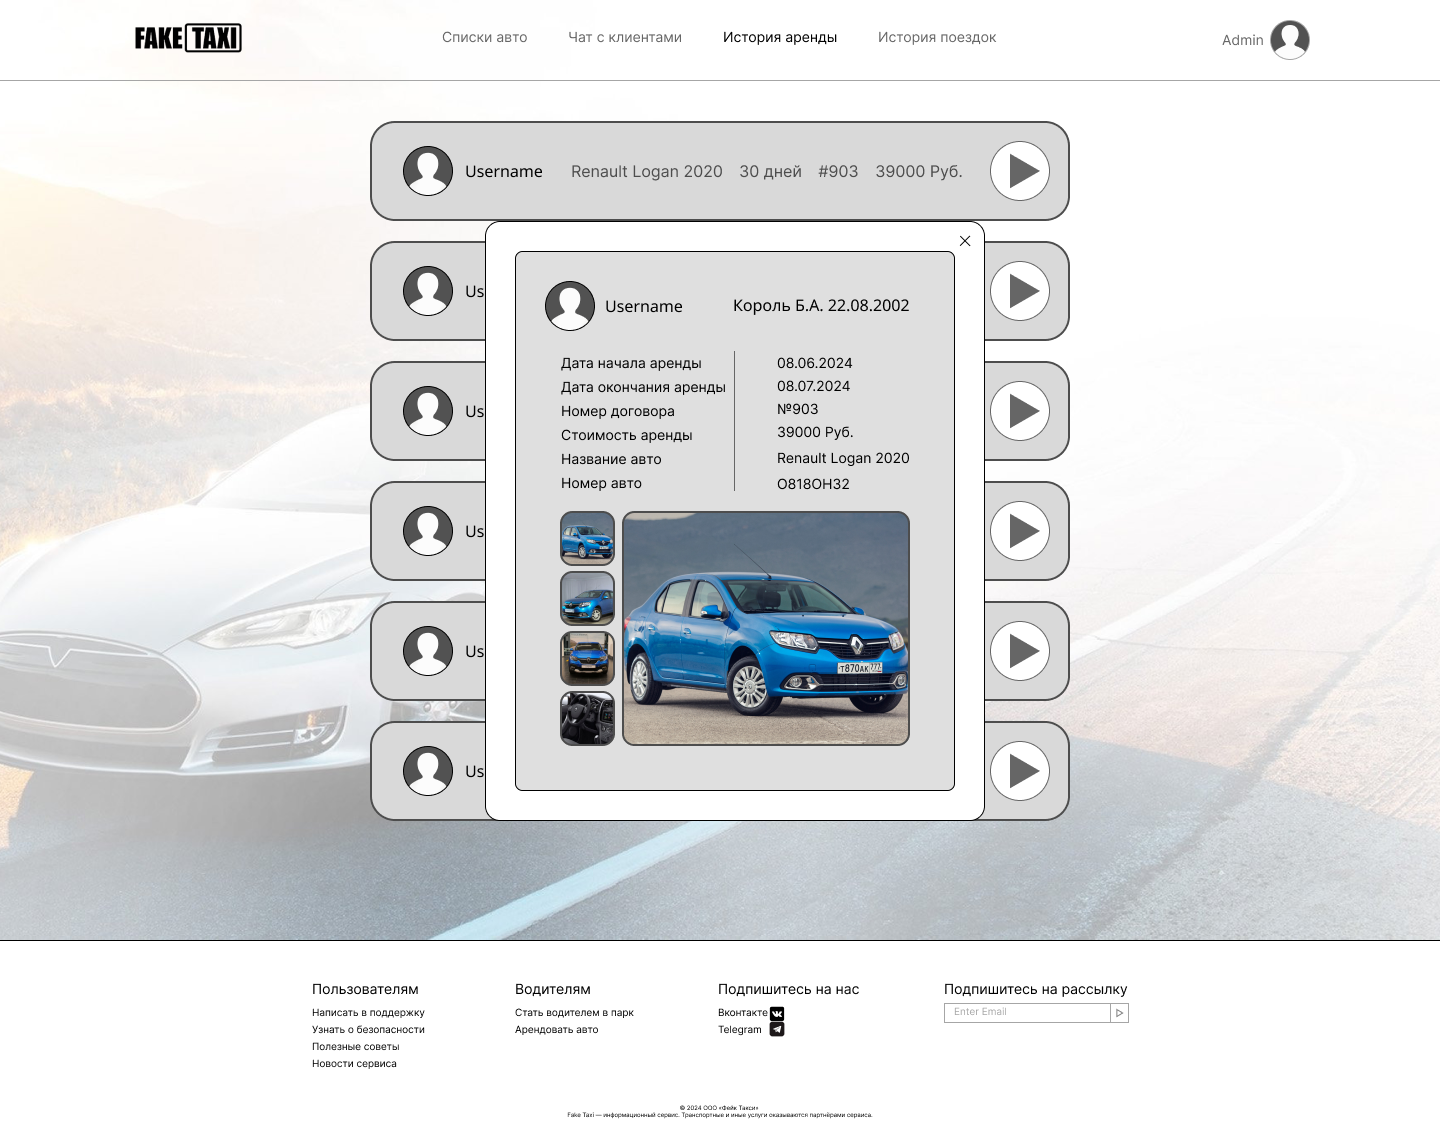 FAKE TAXI
Списки авто
Чат с клиентами
История аренды
История поездок
Admin
Username Renault Logan 2020 30 дней #903 39000 Руб.
Us
Us
Us
Us
Us
Username Король Б.А. 22.08.2002
Дата начала аренды 08.06.2024
Дата окончания аренды 08.07.2024
Номер договора №903
Стоимость аренды 39000 Руб.
Название авто Renault Logan 2020
Номер авто О818ОН32
Т870АК 777
Пользователям
Написать в поддержку
Узнать о безопасности
Полезные советы
Новости сервиса
Водителям
Стать водителем в парк
Арендовать авто
Подпишитесь на нас
Вконтакте
Telegram
Подпишитесь на рассылку
Enter Email
© 2024 ООО «Фейк Такси»
Fake Taxi — информационный сервис. Транспортные и иные услуги оказываются партнёрами сервиса.